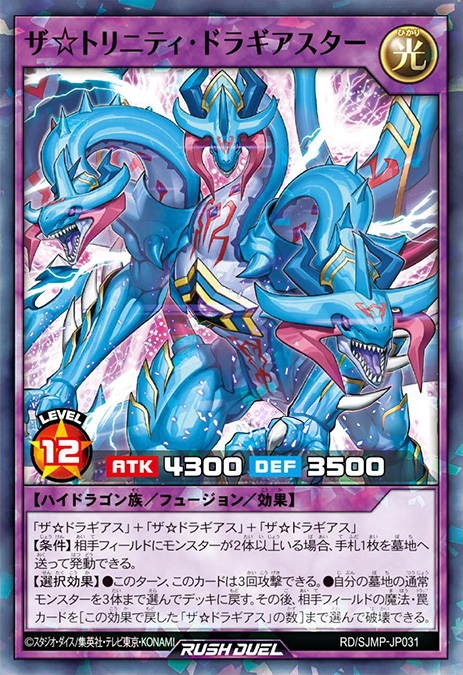 ザ☆トリニティ・ドラギアスター
ひかり
光
LEVEL
12
ATK 4300 DEF 3500
【ハイドラゴン族／フュージョン／効果】
「ザ☆ドラギアス」＋「ザ☆ドラギアス」＋「ザ☆ドラギアス」
【条件】相手フィールドにモンスターが2体以上いる場合、手札1枚を墓地へ
送って発動できる。
【選択効果】●このターン、このカードは3回攻撃できる。●自分の墓地の通常
モンスターを3体まで選んでデッキに戻す。その後、相手フィールドの魔法・罠
カードを［この効果で戻した「ザ☆ドラギアス」の数］まで選んで破壊できる。
©スタジオ・ダイス/集英社・テレビ東京・KONAMI
RUSH DUEL
RD/SJMP-JP031